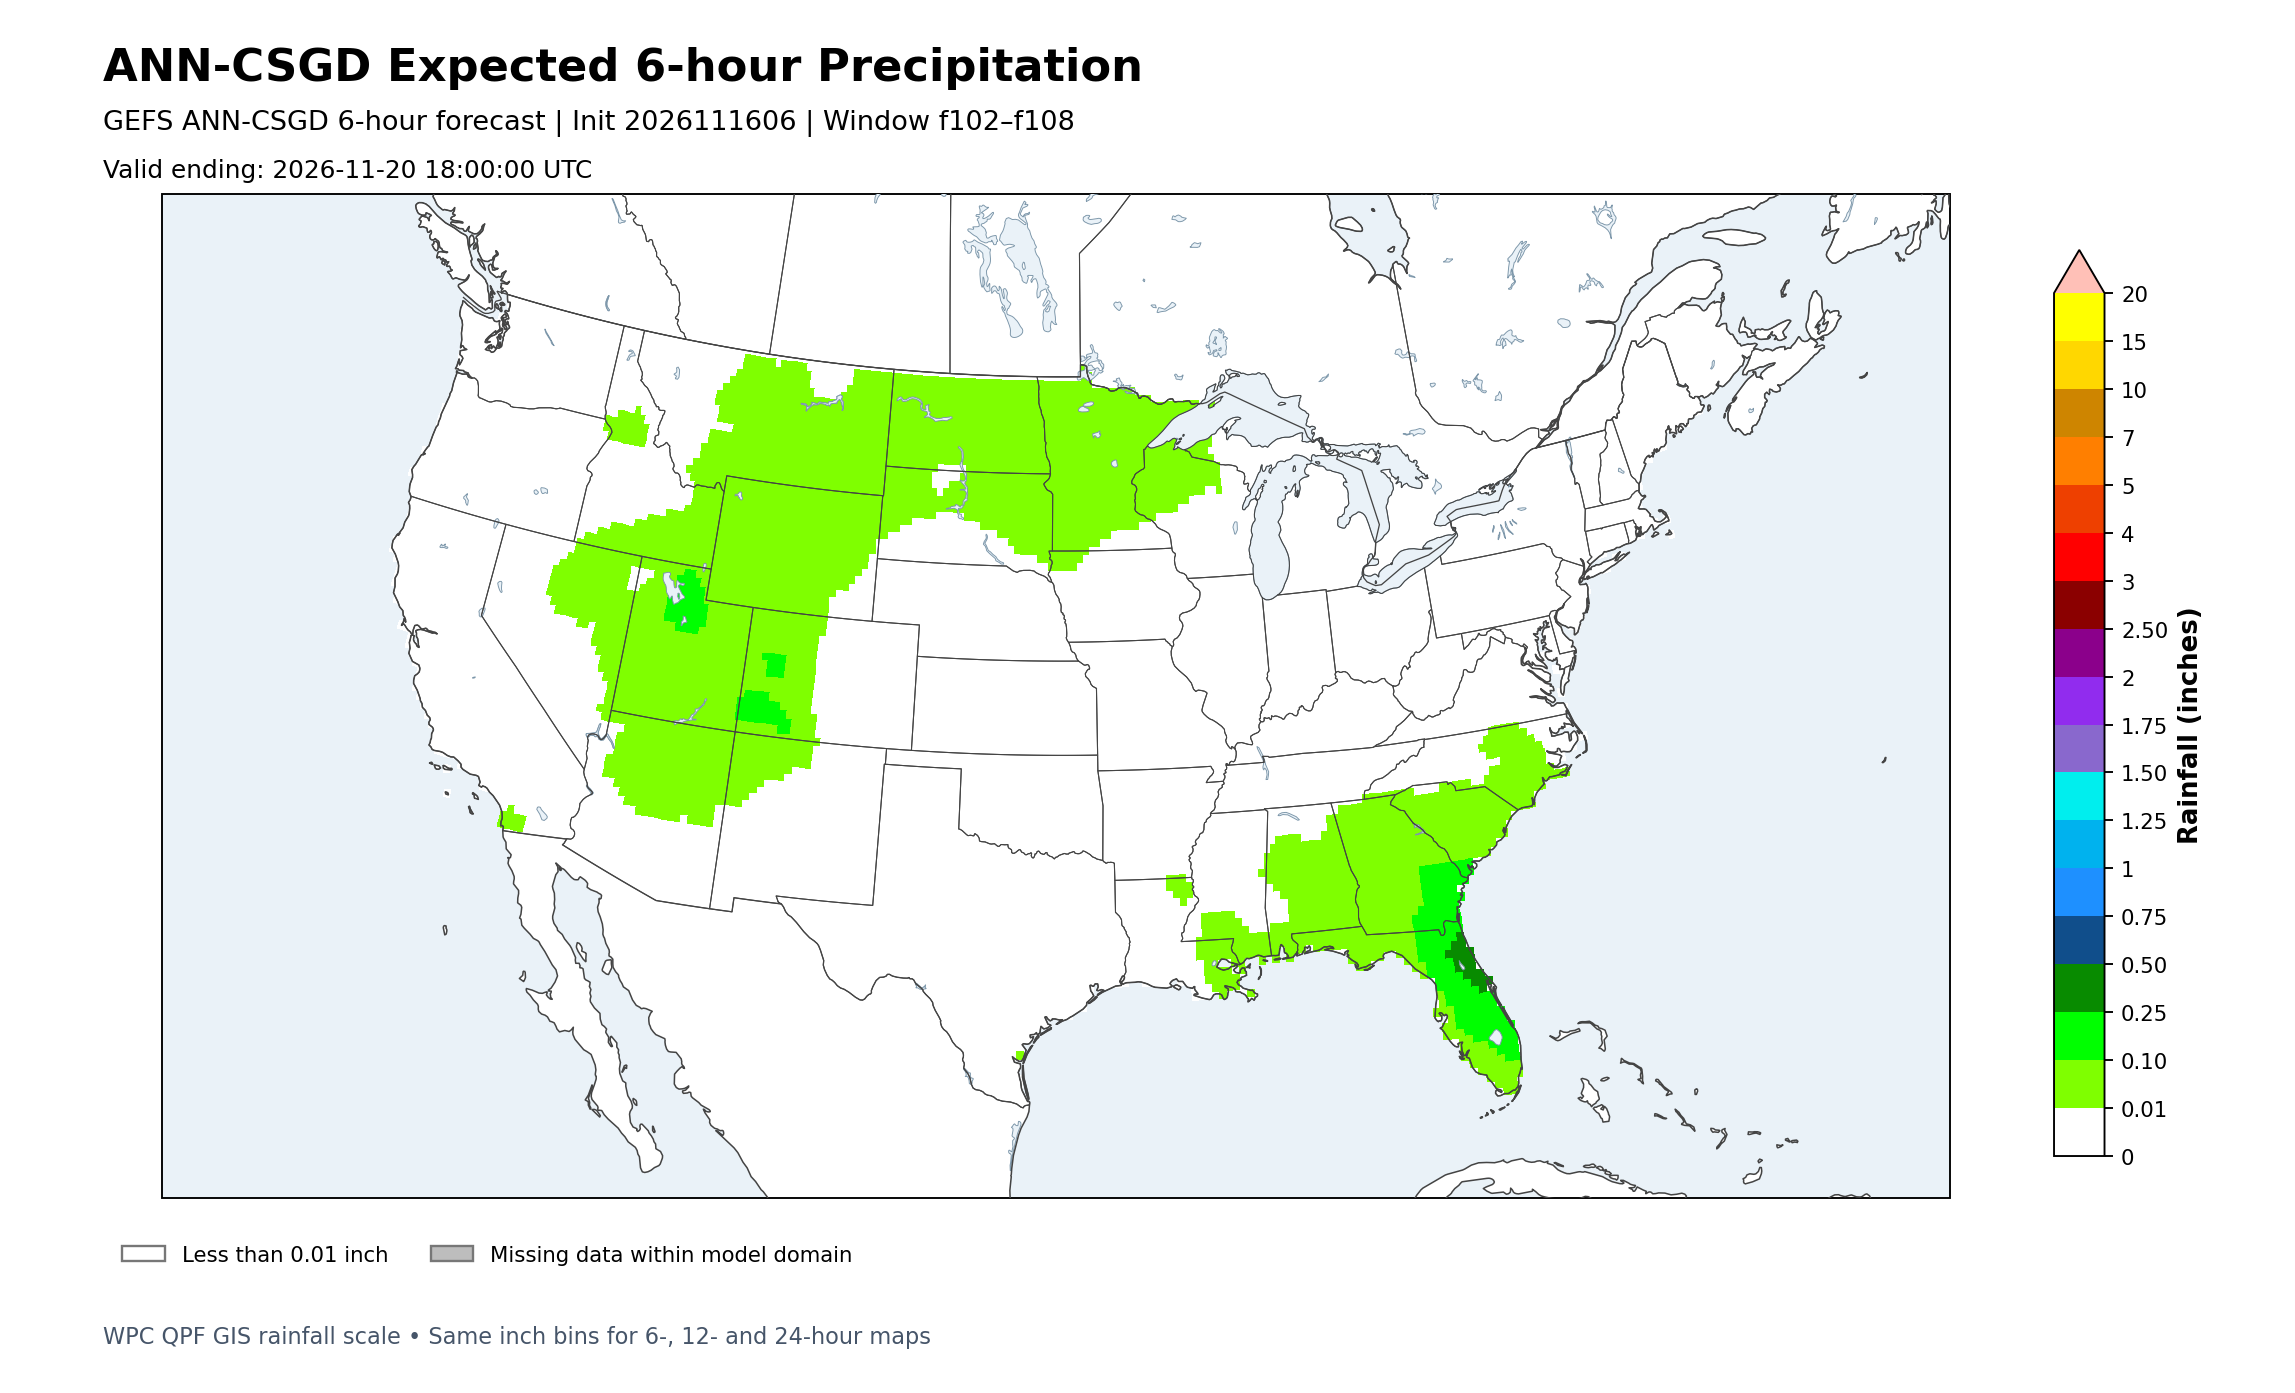 ANN-CSGD Expected 6-hour Precipitation
GEFS ANN-CSGD 6-hour forecast | Init 2026111606 | Window f102–f108
Valid ending: 2026-11-20 18:00:00 UTC
20
15
10
7
5
4
3
2.50
2
1.75
1.50
1.25
1
0.75
0.50
0.25
0.10
0.01
0
Rainfall (inches)
Less than 0.01 inch
Missing data within model domain
WPC QPF GIS rainfall scale • Same inch bins for 6-, 12- and 24-hour maps